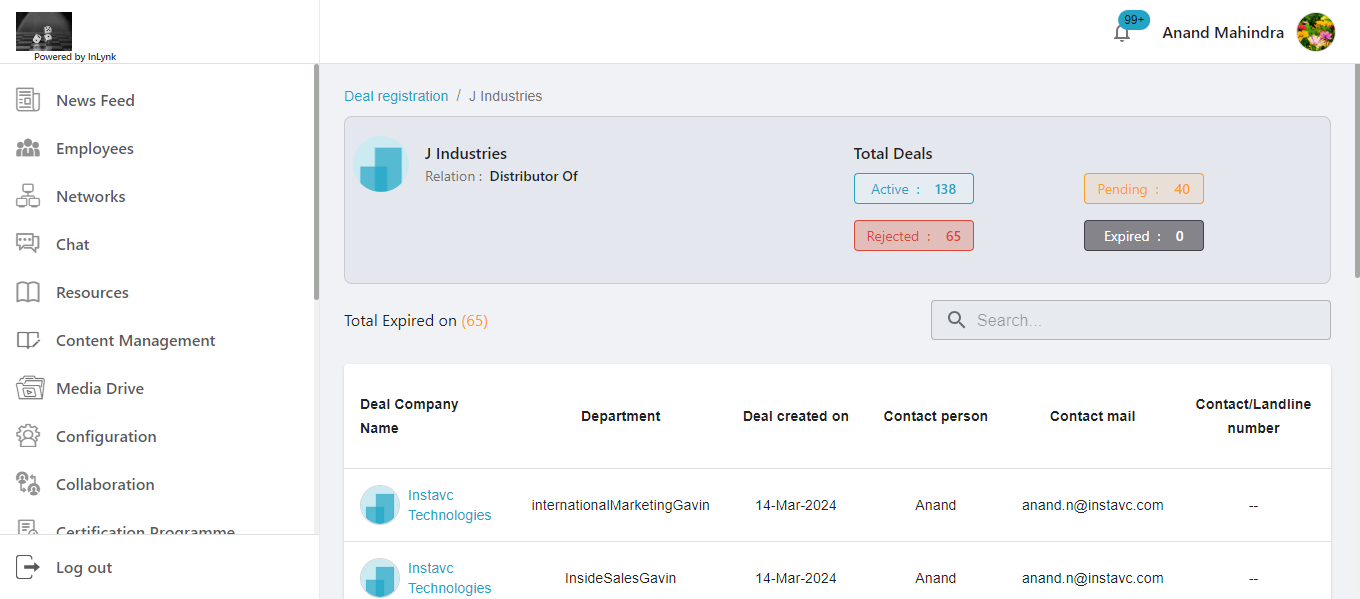 Powered by InLynk
99+
Anand Mahindra
News Feed
Employees
Networks
Chat
Resources
Content Management
Media Drive
Configuration
Collaboration
Certification Programme
Log out
Deal registration / J Industries
J Industries
Relation : Distributor Of
Total Deals
Active : 138
Pending : 40
Rejected : 65
Expired : 0
Total Expired on (65)
Search...
Deal Company Name
Department
Deal created on
Contact person
Contact mail
Contact/Landline number
Instavc Technologies
internationalMarketingGavin
14-Mar-2024
Anand
anand.n@instavc.com
--
Instavc Technologies
InsideSalesGavin
14-Mar-2024
Anand
anand.n@instavc.com
--